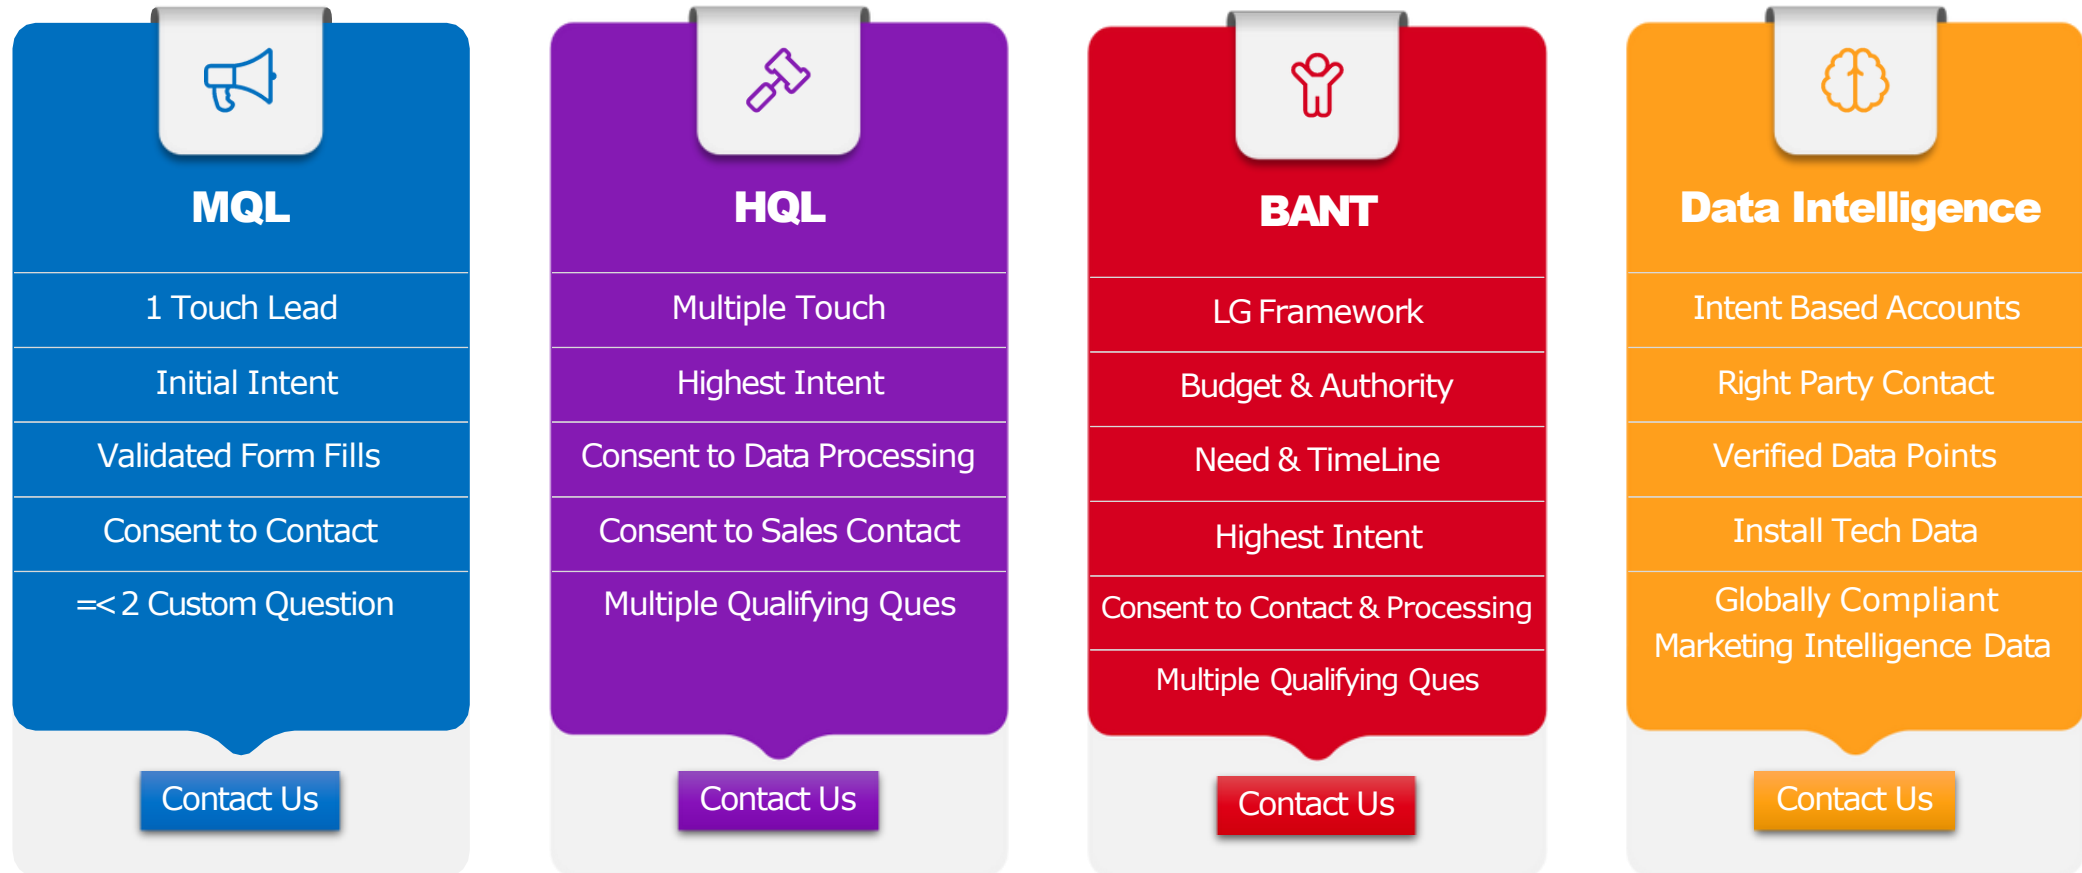 MQL
1 Touch Lead
Initial Intent
Validated Form Fills
Consent to Contact
=< 2 Custom Question
Contact Us
HQL
Multiple Touch
Highest Intent
Consent to Data Processing
Consent to Sales Contact
Multiple Qualifying Ques
Contact Us
BANT
LG Framework
Budget & Authority
Need & TimeLine
Highest Intent
Consent to Contact & Processing
Multiple Qualifying Ques
Contact Us
Data Intelligence
Intent Based Accounts
Right Party Contact
Verified Data Points
Install Tech Data
Globally Compliant
Marketing Intelligence Data
Contact Us